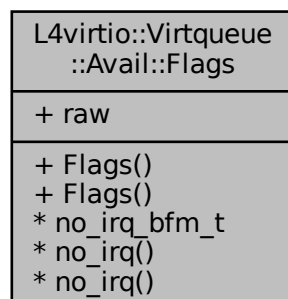 L4virtio::Virtqueue
::Avail::Flags
+ raw
+ Flags()
+ Flags()
* no_irq_bfm_t
* no_irq()
* no_irq()